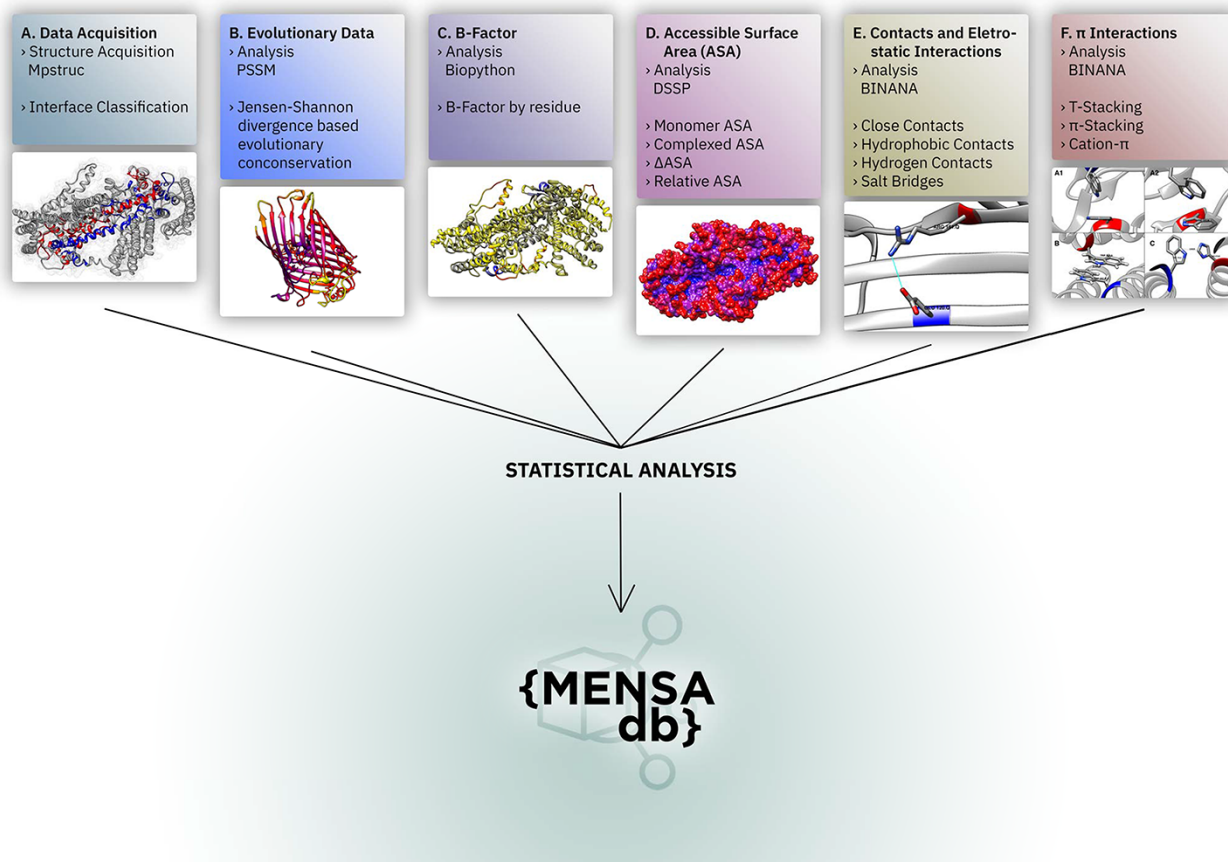 A. Data Acquisition
› Structure Acquisition
Mpstruc
› Interface Classification
B. Evolutionary Data
› Analysis
PSSM
› Jensen-Shannon
divergence based
evolutionary
conconservation
C. B-Factor
› Analysis
Biopython
› B-Factor by residue
D. Accessible Surface
Area (ASA)
› Analysis
DSSP
› Monomer ASA
› Complexed ASA
› ΔASA
› Relative ASA
E. Contacts and Eletro-
static Interactions
› Analysis
BINANA
› Close Contacts
› Hydrophobic Contacts
› Hydrogen Contacts
› Salt Bridges
F. π Interactions
› Analysis
BINANA
› T-Stacking
› π-Stacking
› Cation-π
A1
A2
B
C
STATISTICAL ANALYSIS
{MENSA
db}